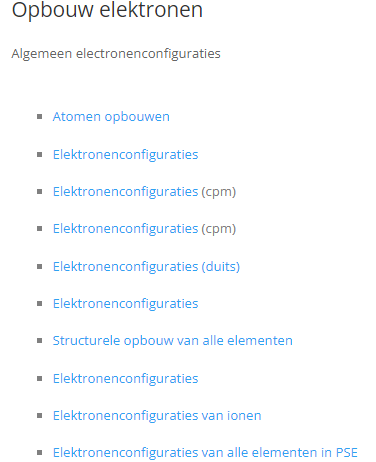 Opbouw elektronen
Algemeen electronenconfiguraties
Atomen opbouwen
Elektronenconfiguraties
Elektronenconfiguraties (cpm)
Elektronenconfiguraties (cpm)
Elektronenconfiguraties (duits)
Elektronenconfiguraties
Structurele opbouw van alle elementen
Elektronenconfiguraties
Elektronenconfiguraties van ionen
Elektronenconfiguraties van alle elementen in PSE